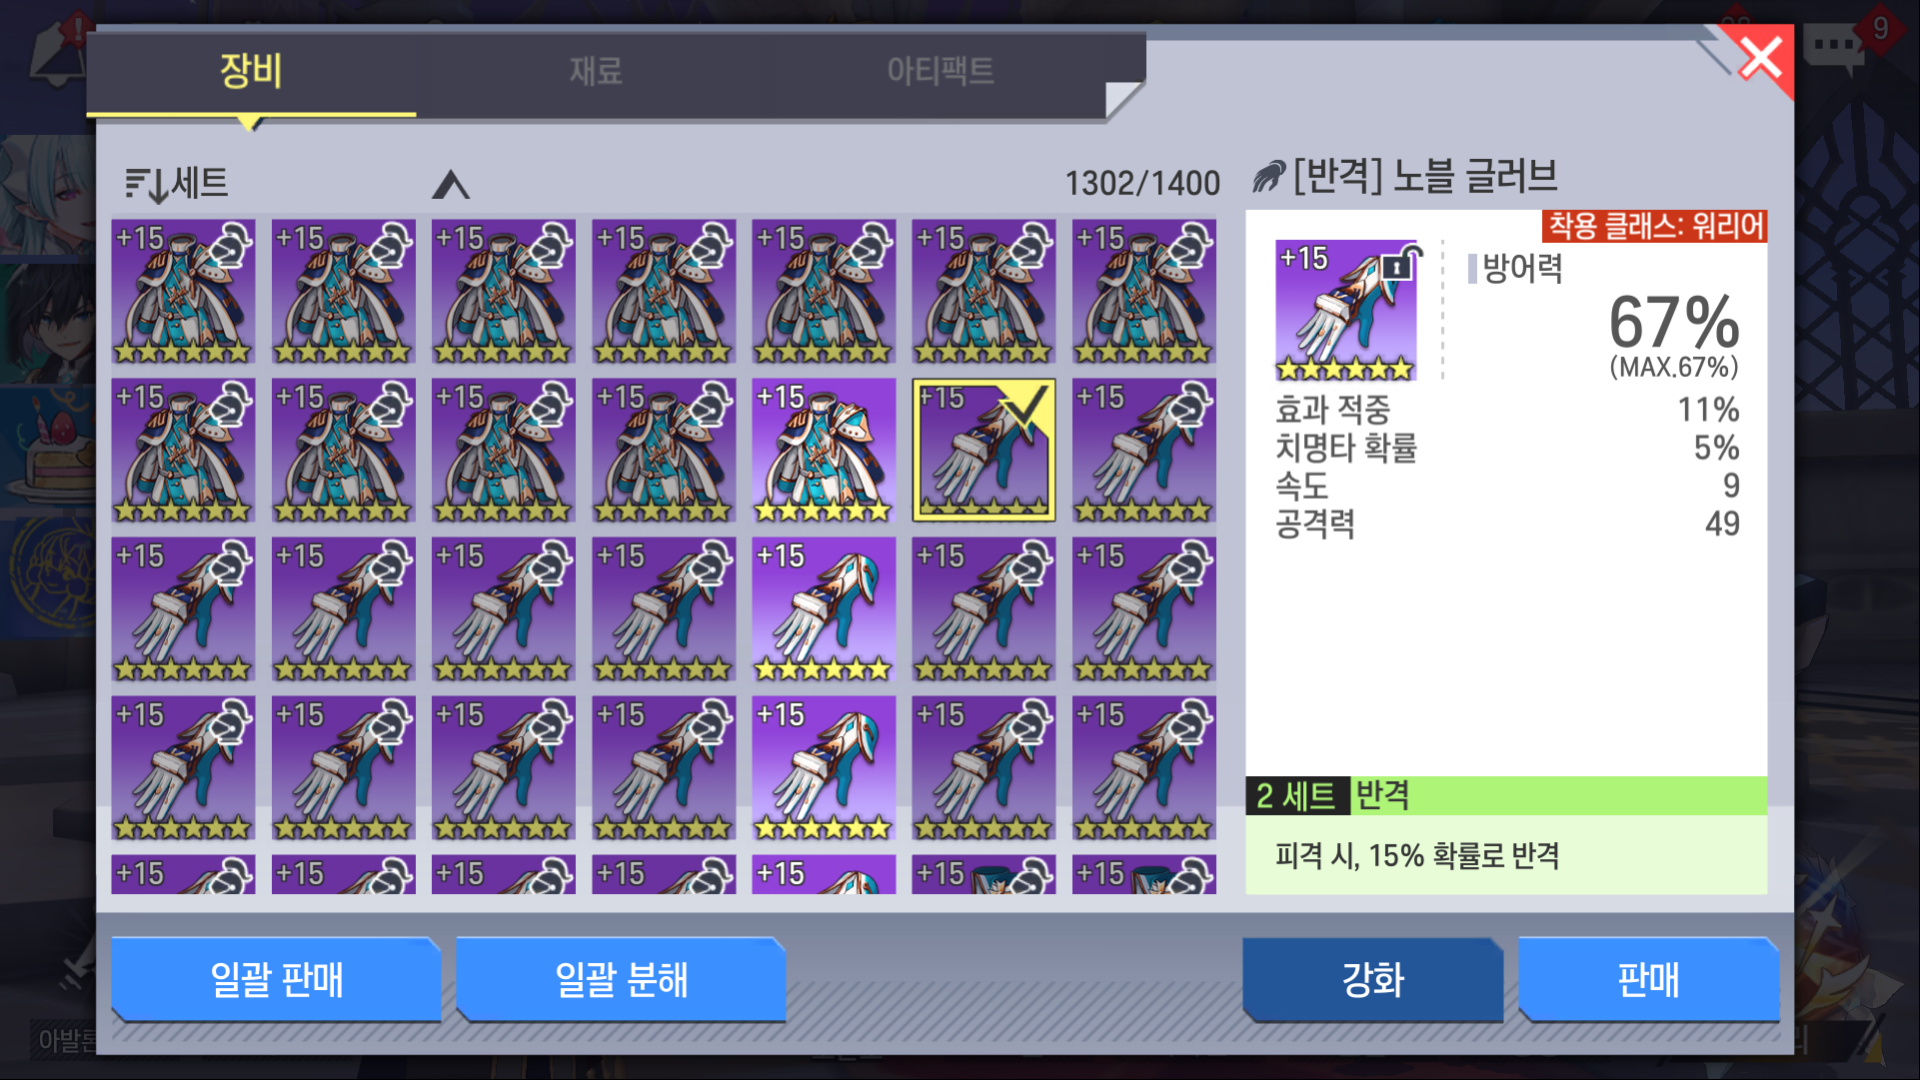 장비
재료
아티팩트
9
세트
1302/1400
[반격] 노블 글러브
착용 클래스: 워리어
+15
방어력
67%
(MAX.67%)
효과 적중
11%
치명타 확률
5%
속도
9
공격력
49
2 세트
반격
피격 시, 15% 확률로 반격
+15 +15 +15 +15 +15 +15 +15
+15 +15 +15 +15 +15 +15 +15
+15 +15 +15 +15 +15 +15 +15
+15 +15 +15 +15 +15 +15 +15
+15 +15 +15 +15 +15 +15 +15
일괄 판매
일괄 분해
강화
판매